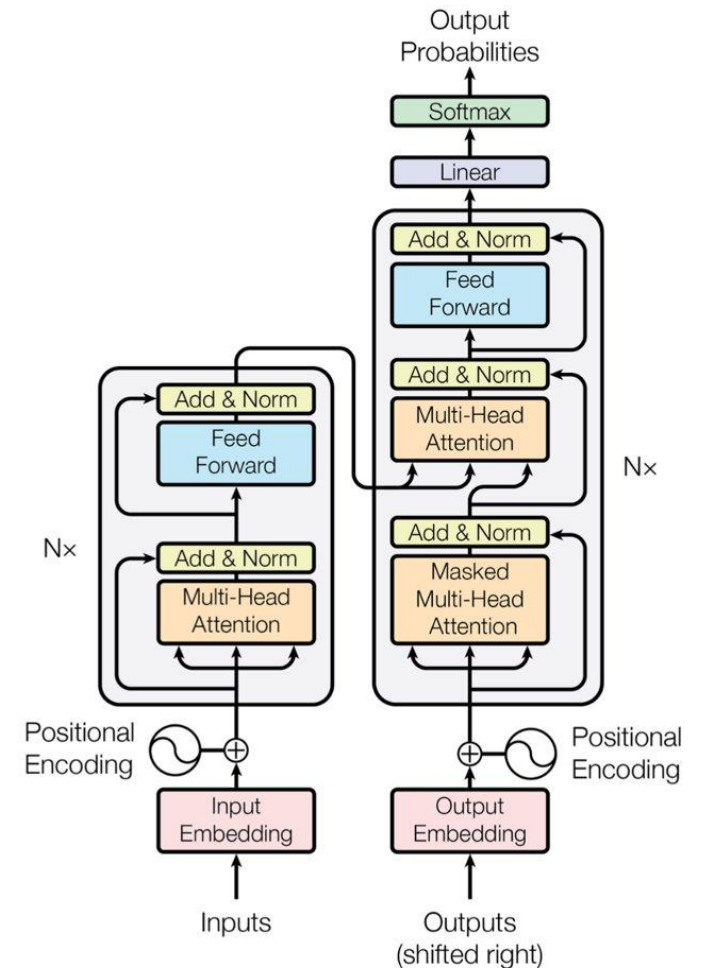 Output
Probabilities
Softmax
Linear
Add & Norm
Feed
Forward
Add & Norm
Multi-Head
Attention
Add & Norm
Masked
Multi-Head
Attention
N×
Add & Norm
Feed
Forward
Add & Norm
Multi-Head
Attention
N×
Positional
Encoding
Positional
Encoding
Input
Embedding
Output
Embedding
Inputs
Outputs
(shifted right)